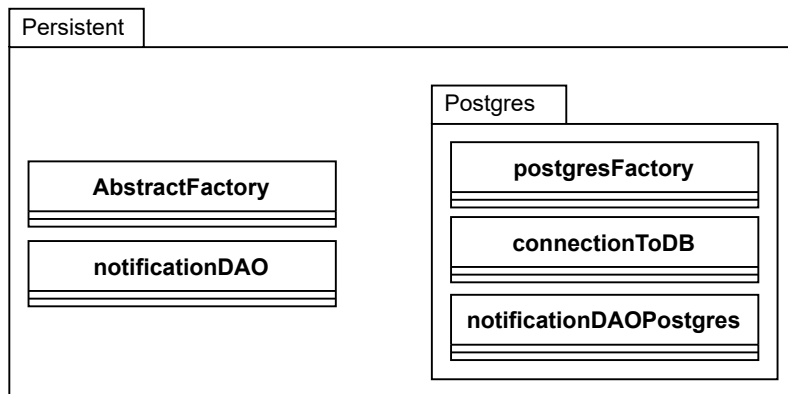 Persistent
AbstractFactory
notificationDAO
Postgres
postgresFactory
connectionToDB
notificationDAOPostgres